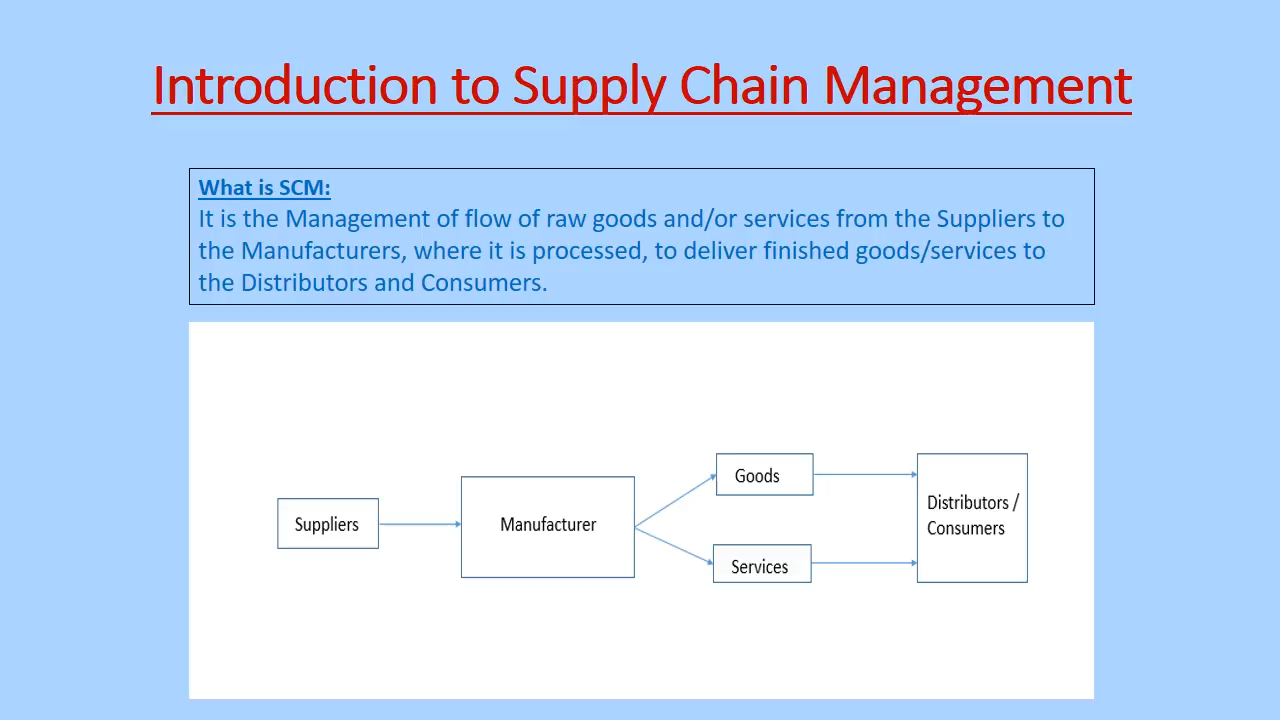 Introduction to Supply Chain Management
What is SCM:
It is the Management of flow of raw goods and/or services from the Suppliers to
the Manufacturers, where it is processed, to deliver finished goods/services to
the Distributors and Consumers.
Suppliers
Manufacturer
Goods
Services
Distributors /
Consumers